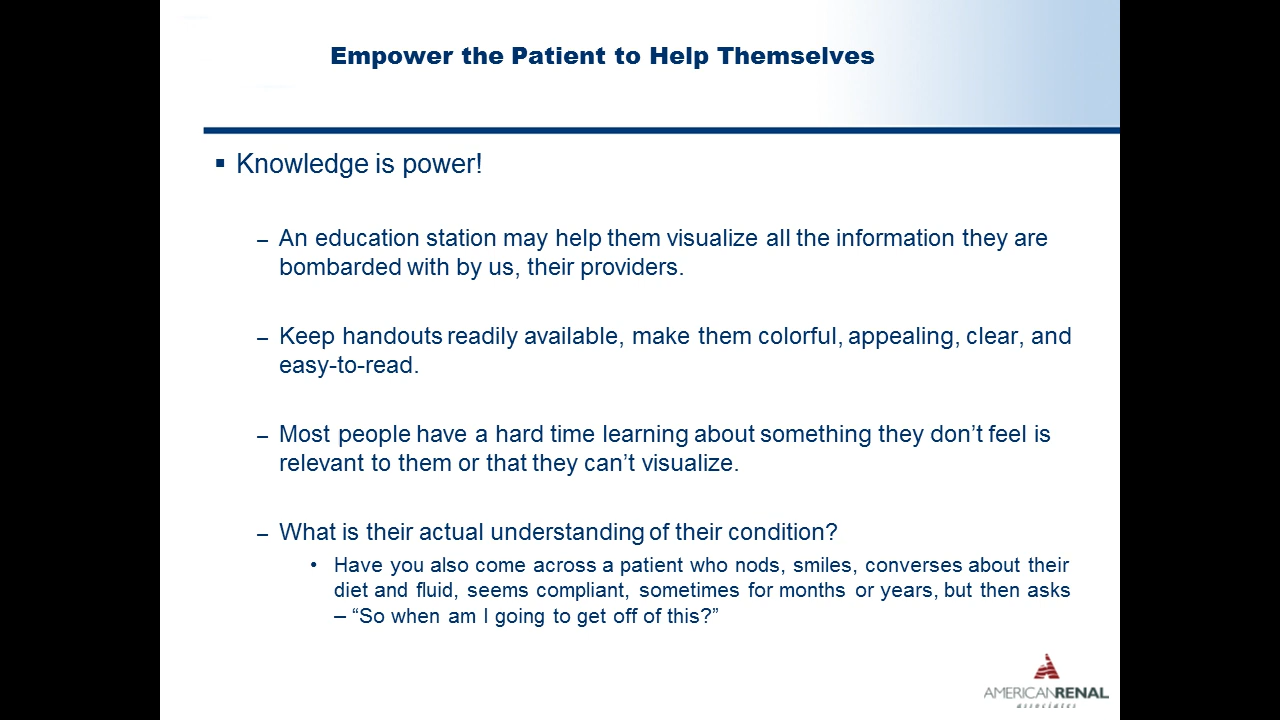 Empower the Patient to Help Themselves
▪ Knowledge is power!
– An education station may help them visualize all the information they are
bombarded with by us, their providers.
– Keep handouts readily available, make them colorful, appealing, clear, and
easy-to-read.
– Most people have a hard time learning about something they don’t feel is
relevant to them or that they can’t visualize.
– What is their actual understanding of their condition?
• Have you also come across a patient who nods, smiles, converses about their
diet and fluid, seems compliant, sometimes for months or years, but then asks
– “So when am I going to get off of this?”
AMERICAN RENAL
associates